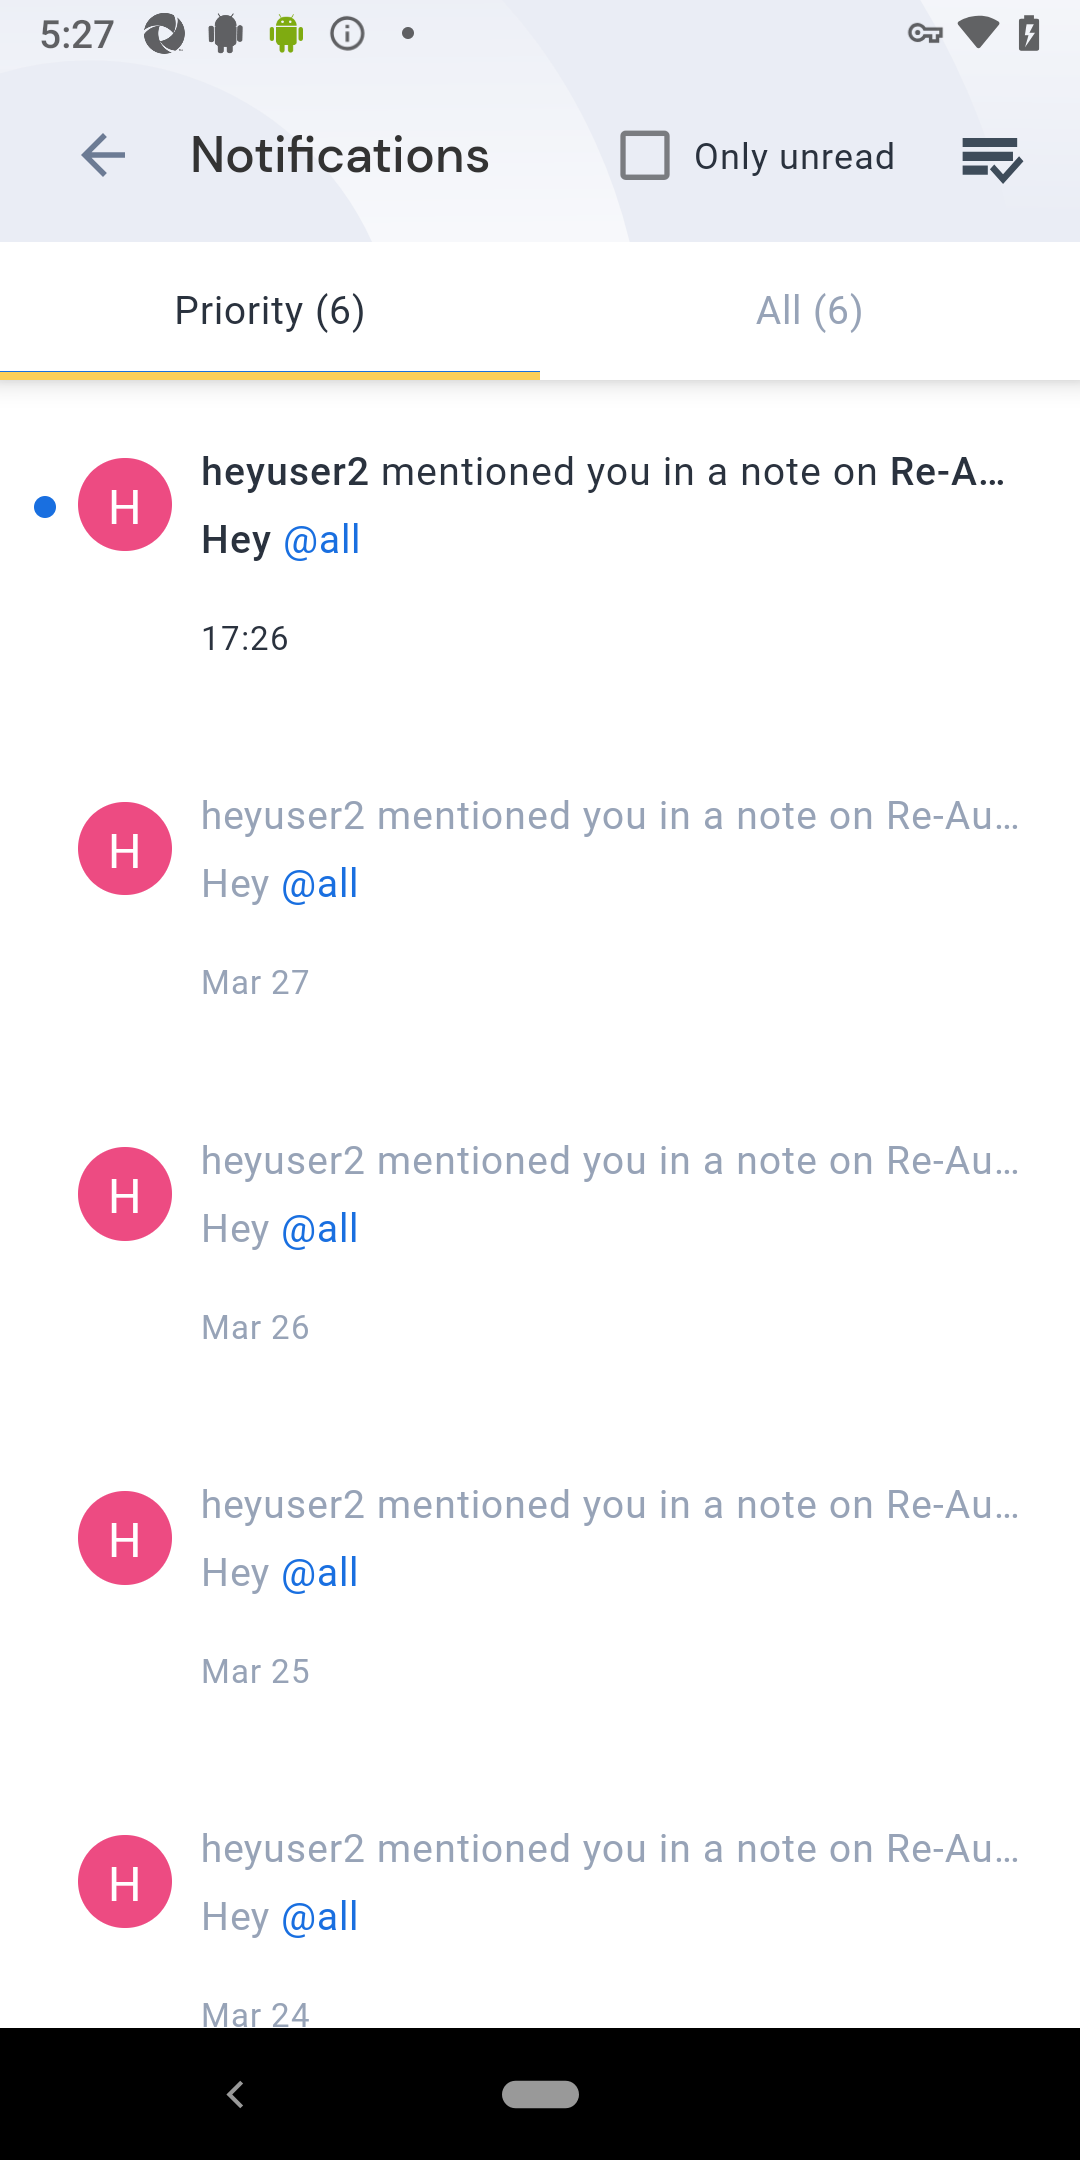 5:27
Notifications
Only unread
Priority (6)
All (6)
H
heyuser2 mentioned you in a note on Re-A…
Hey @all
17:26
H
heyuser2 mentioned you in a note on Re-Au…
Hey @all
Mar 27
H
heyuser2 mentioned you in a note on Re-Au…
Hey @all
Mar 26
H
heyuser2 mentioned you in a note on Re-Au…
Hey @all
Mar 25
H
heyuser2 mentioned you in a note on Re-Au…
Hey @all
Mar 24